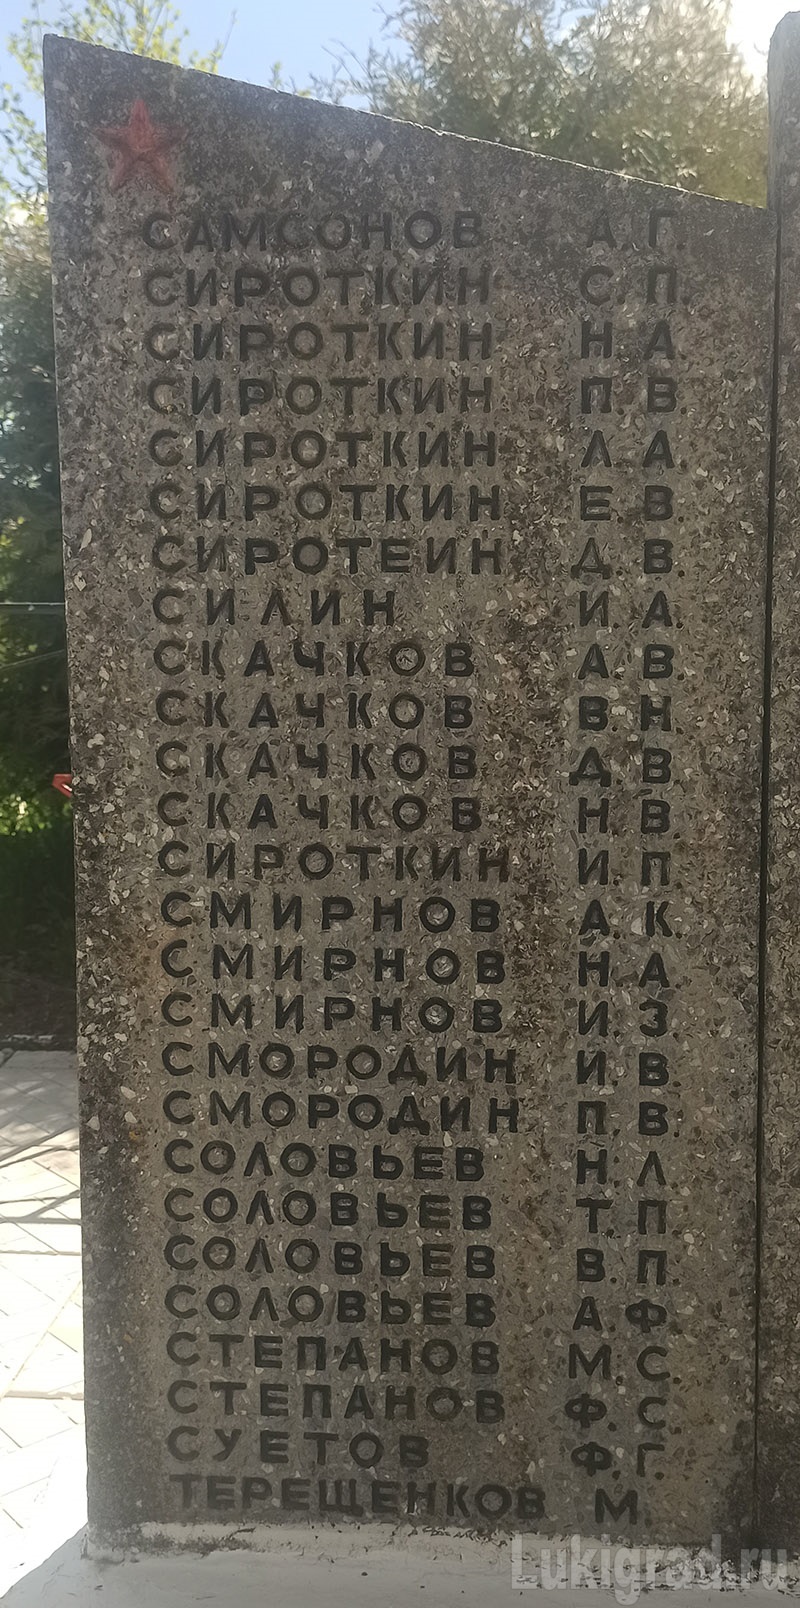 САМСОНОВ А.Г.
СИРОТКИН С.П.
СИРОТКИН Н.А.
СИРОТКИН П.В.
СИРОТКИН Л.А.
СИРОТКИН Е.В.
СИРОТЕИН Д.В.
СИЛИН И.А.
СКАЧКОВ А.В.
СКАЧКОВ В.Н.
СКАЧКОВ Д.В.
СКАЧКОВ Н.В.
СИРОТКИН И.П.
СМИРНОВ А.К.
СМИРНОВ Н.А.
СМИРНОВ И.З.
СМОРОДИН И.В.
СМОРОДИН П.В.
СОЛОВЬЕВ Н.Л.
СОЛОВЬЕВ Т.П.
СОЛОВЬЕВ В.П.
СОЛОВЬЕВ А.Ф.
СТЕПАНОВ М.С.
СТЕПАНОВ Ф.С.
СУЕТОВ Ф.Г.
ТЕРЕЩЕНКОВ М.
Lukigrad.ru